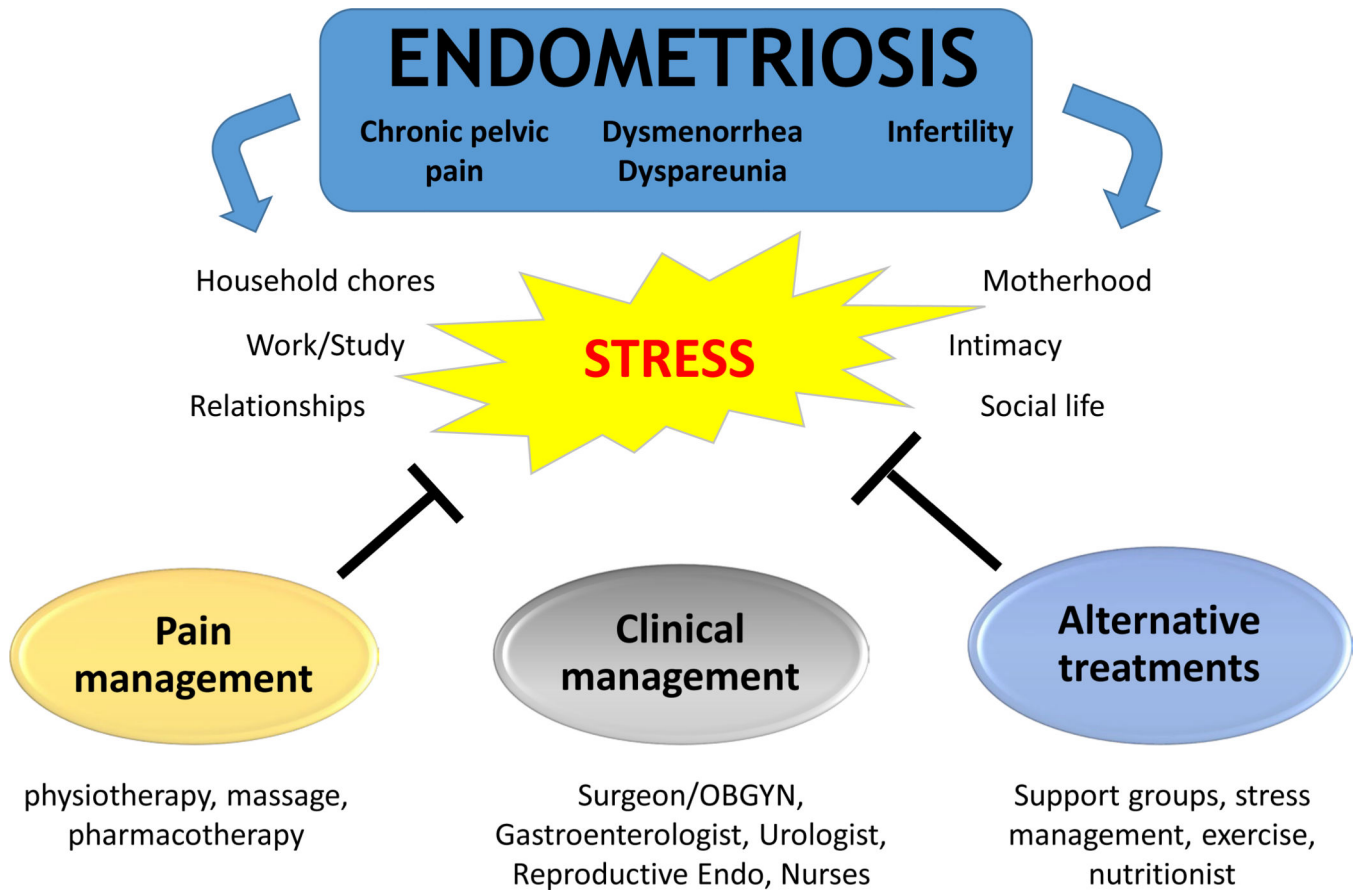 ENDOMETRIOSIS
Chronic pelvic
pain
Dysmenorrhea
Dyspareunia
Infertility
Household chores
Work/Study
Relationships
STRESS
Motherhood
Intimacy
Social life
Pain
management
Clinical
management
Alternative
treatments
physiotherapy, massage,
pharmacotherapy
Surgeon/OBGYN,
Gastroenterologist, Urologist,
Reproductive Endo, Nurses
Support groups, stress
management, exercise,
nutritionist